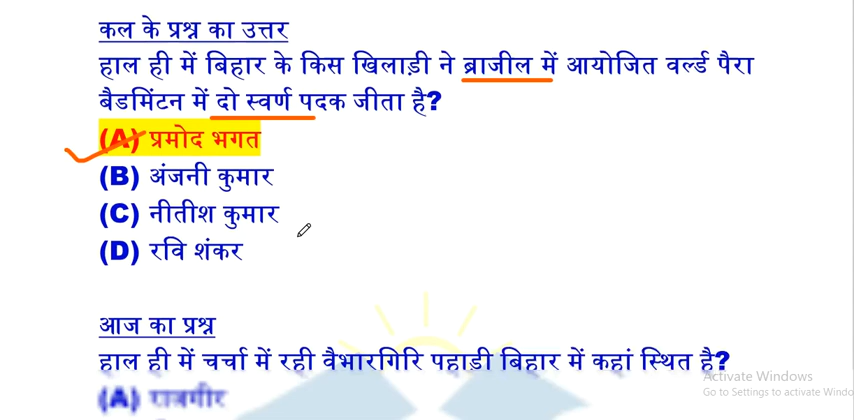 कल के प्रश्न का उत्तर
हाल ही में बिहार के किस खिलाड़ी ने ब्राजील में आयोजित वर्ल्ड पैरा
बैडमिंटन में दो स्वर्ण पदक जीता है?
(A) प्रमोद भगत
(B) अंजनी कुमार
(C) नीतीश कुमार
(D) रवि शंकर
आज का प्रश्न
हाल ही में चर्चा में रही वैभारगिरि पहाडी बिहार में कहां स्थित है?
(A) राजगीर
Activate Windows
Go to Settings to activate Windo